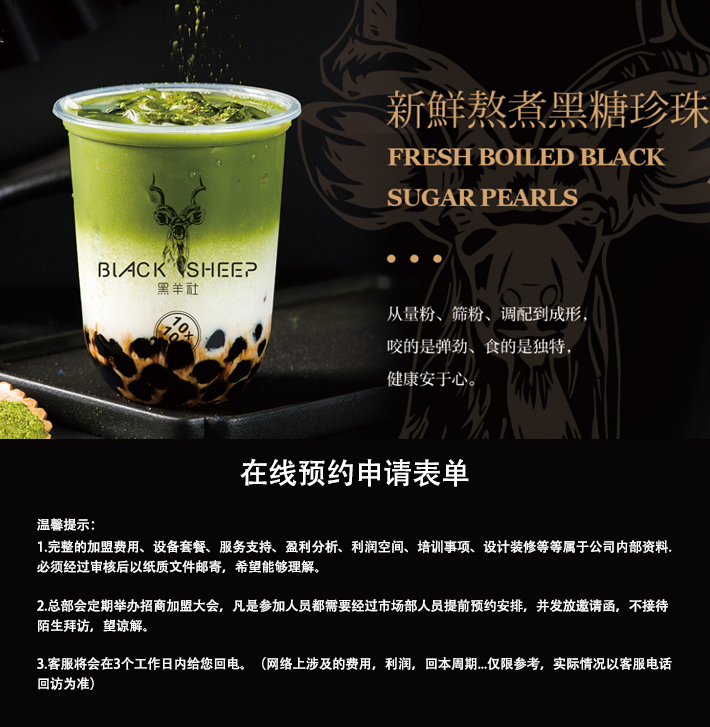 新鮮熬煮黑糖珍珠
FRESH BOILED BLACK
SUGAR PEARLS
BLACK SHEEP
黑羊社
10x
10x
从量粉、筛粉、调配到成形，
咬的是弹劲、食的是独特，
健康安于心。
在线预约申请表单
温馨提示：
1.完整的加盟费用、设备套餐、服务支持、盈利分析、利润空间、培训事项、设计装修等等属于公司内部资料.
必须经过审核后以纸质文件邮寄，希望能够理解。
2.总部会定期举办招商加盟大会，凡是参加人员都需要经过市场部人员提前预约安排，并发放邀请函，不接待
陌生拜访，望谅解。
3.客服将会在3个工作日内给您回电。（网络上涉及的费用，利润，回本周期...仅限参考，实际情况以客服电话
回访为准）